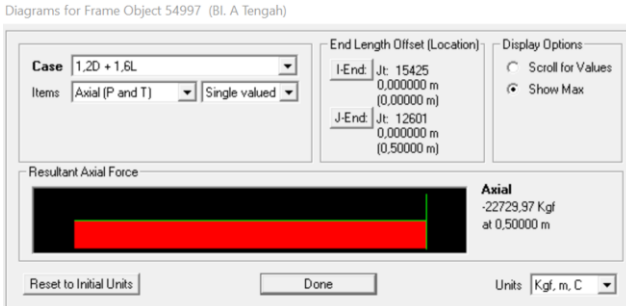 Diagrams for Frame Object 54997 (Bl. A Tengah)
Case 1,2D + 1,6L
Items Axial (P and T) Single valued
End Length Offset (Location)
I-End: Jt: 15425
0,000000 m
(0,00000 m)
J-End: Jt: 12601
0,000000 m
(0,50000 m)
Display Options
Scroll for Values
Show Max
Resultant Axial Force
Axial
-22729,97 Kgf
at 0,50000 m
Reset to Initial Units Done Units Kgf, m, C